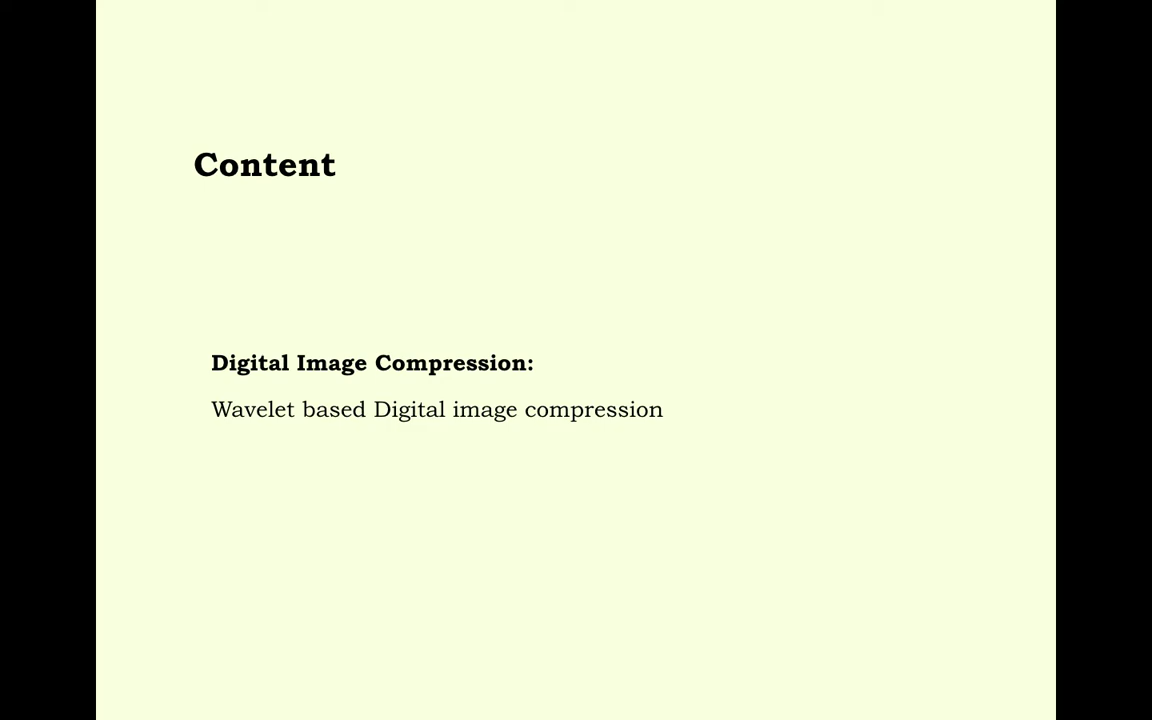 Content
Digital Image Compression:
Wavelet based Digital image compression